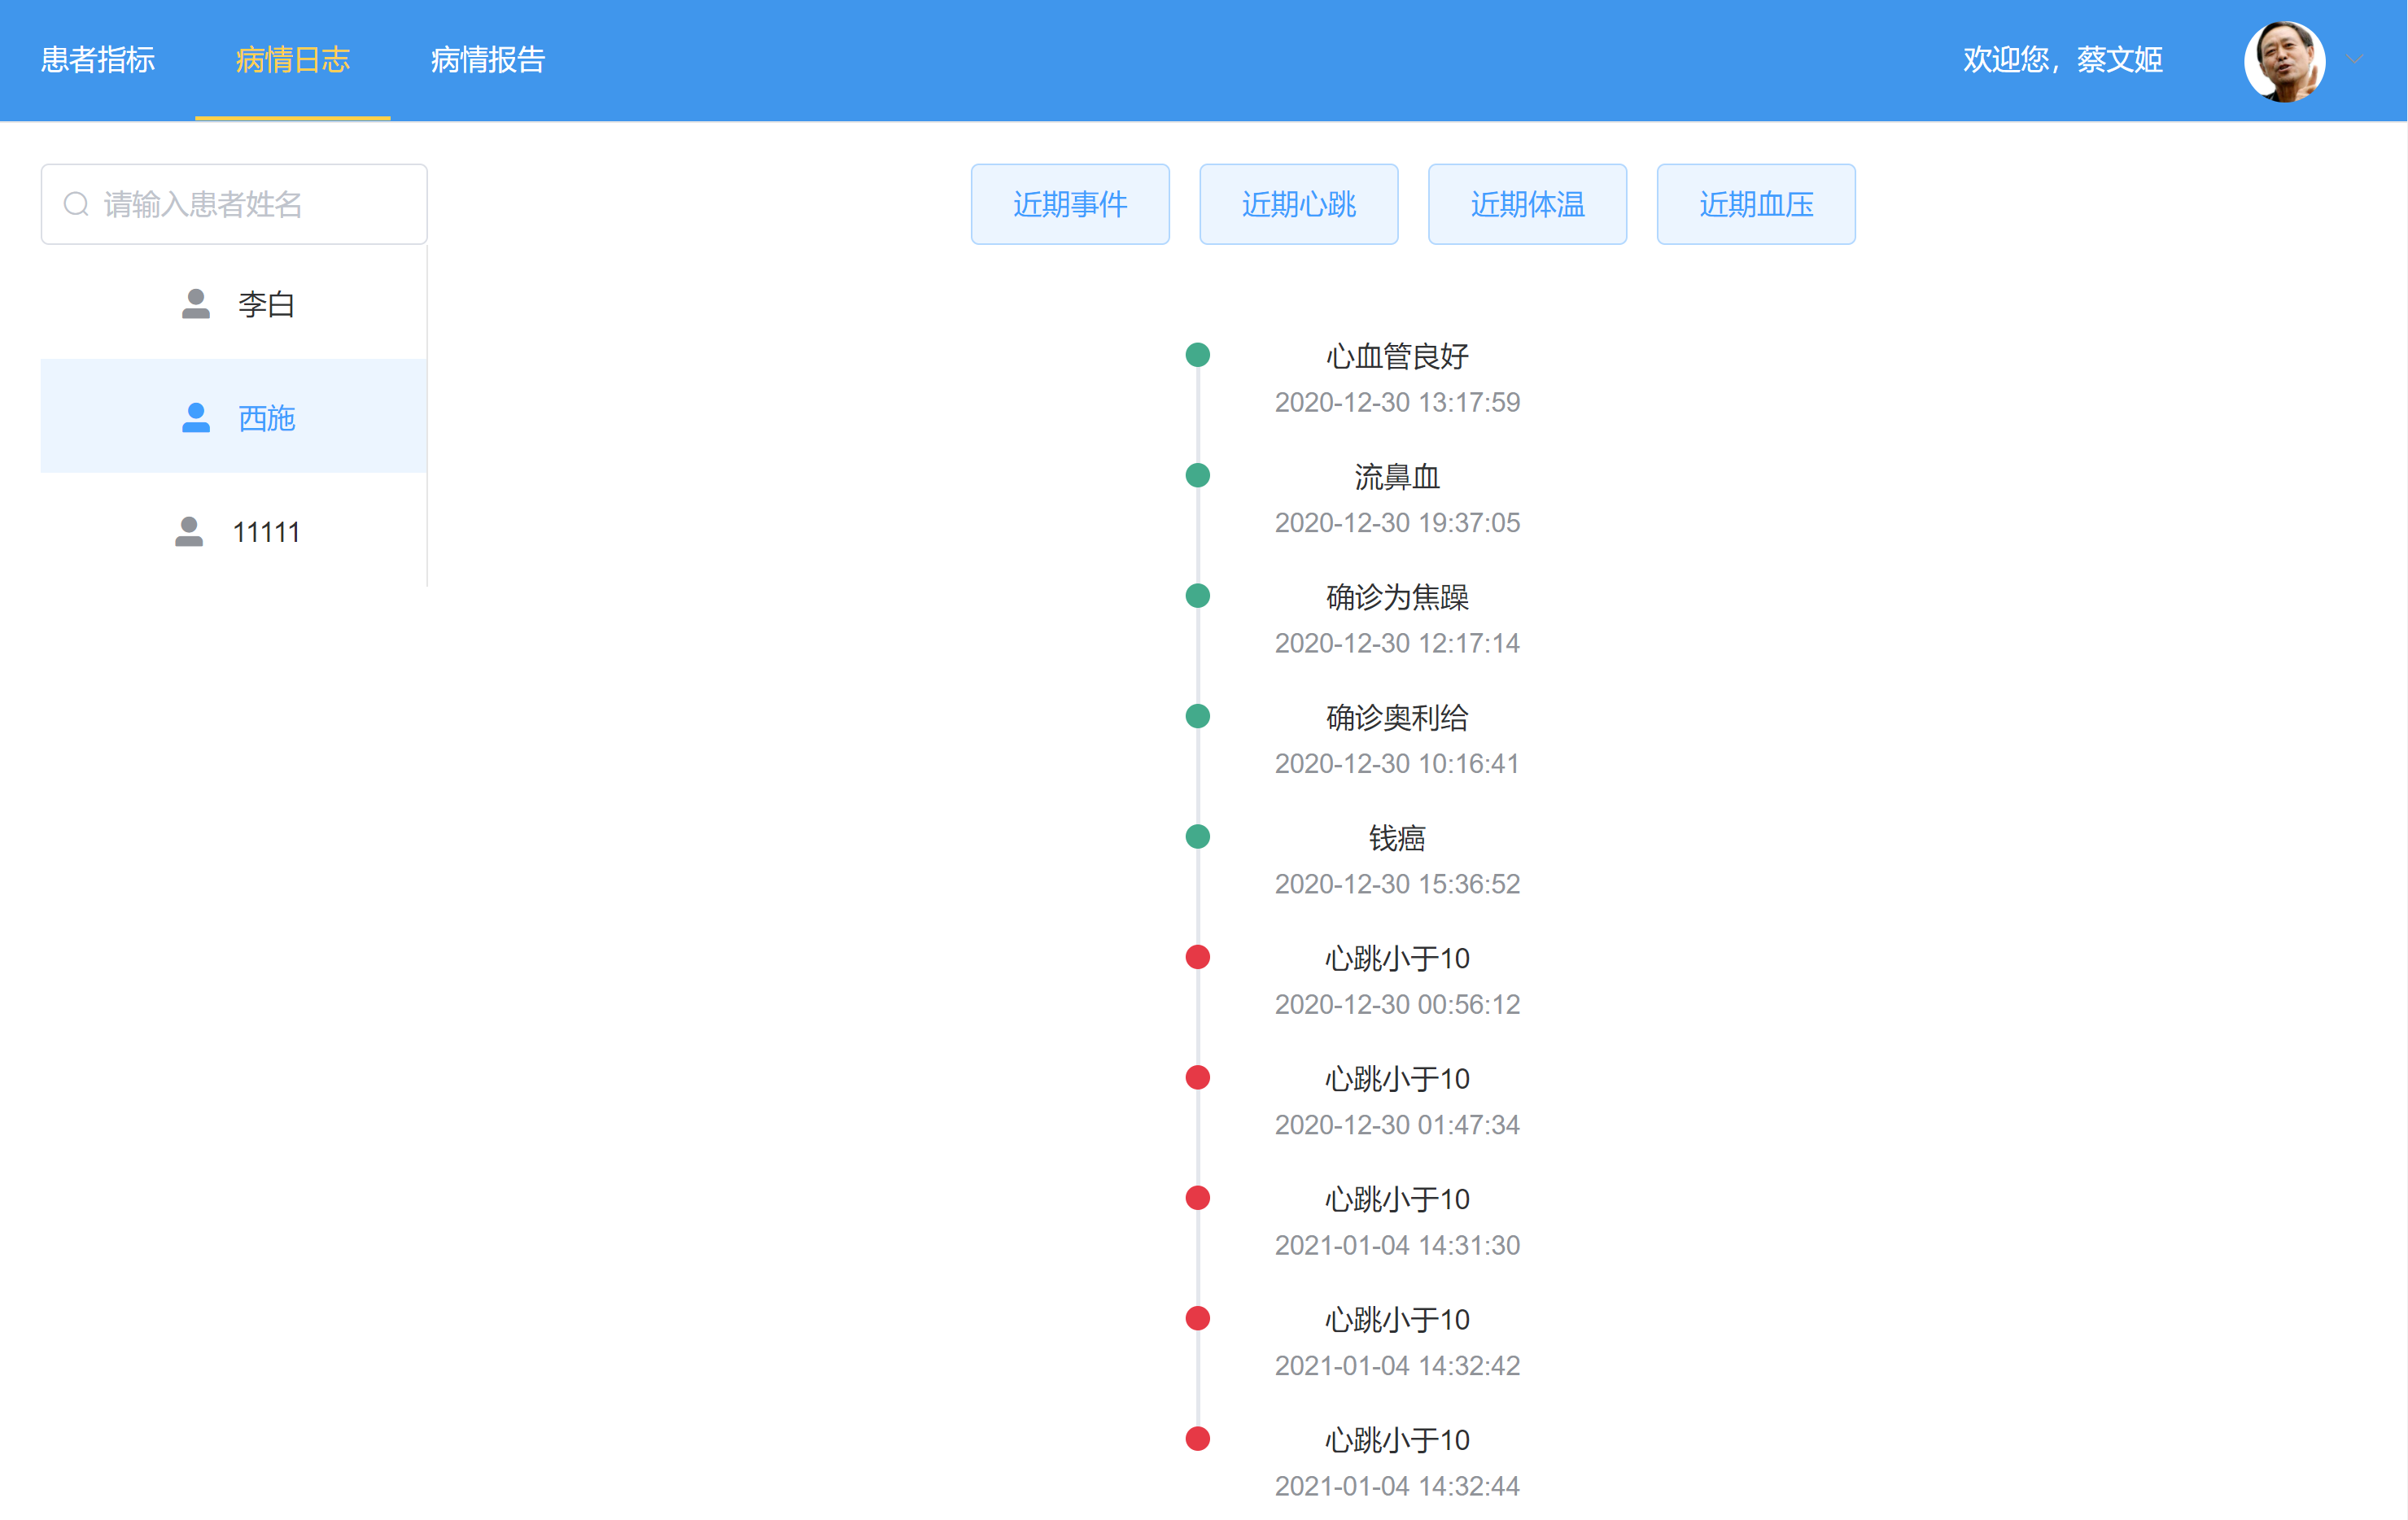 患者指标
病情日志
病情报告
欢迎您，蔡文姬
请输入患者姓名
李白
西施
11111
近期事件
近期心跳
近期体温
近期血压
心血管良好
2020-12-30 13:17:59
流鼻血
2020-12-30 19:37:05
确诊为焦躁
2020-12-30 12:17:14
确诊奥利给
2020-12-30 10:16:41
钱癌
2020-12-30 15:36:52
心跳小于10
2020-12-30 00:56:12
心跳小于10
2020-12-30 01:47:34
心跳小于10
2021-01-04 14:31:30
心跳小于10
2021-01-04 14:32:42
心跳小于10
2021-01-04 14:32:44